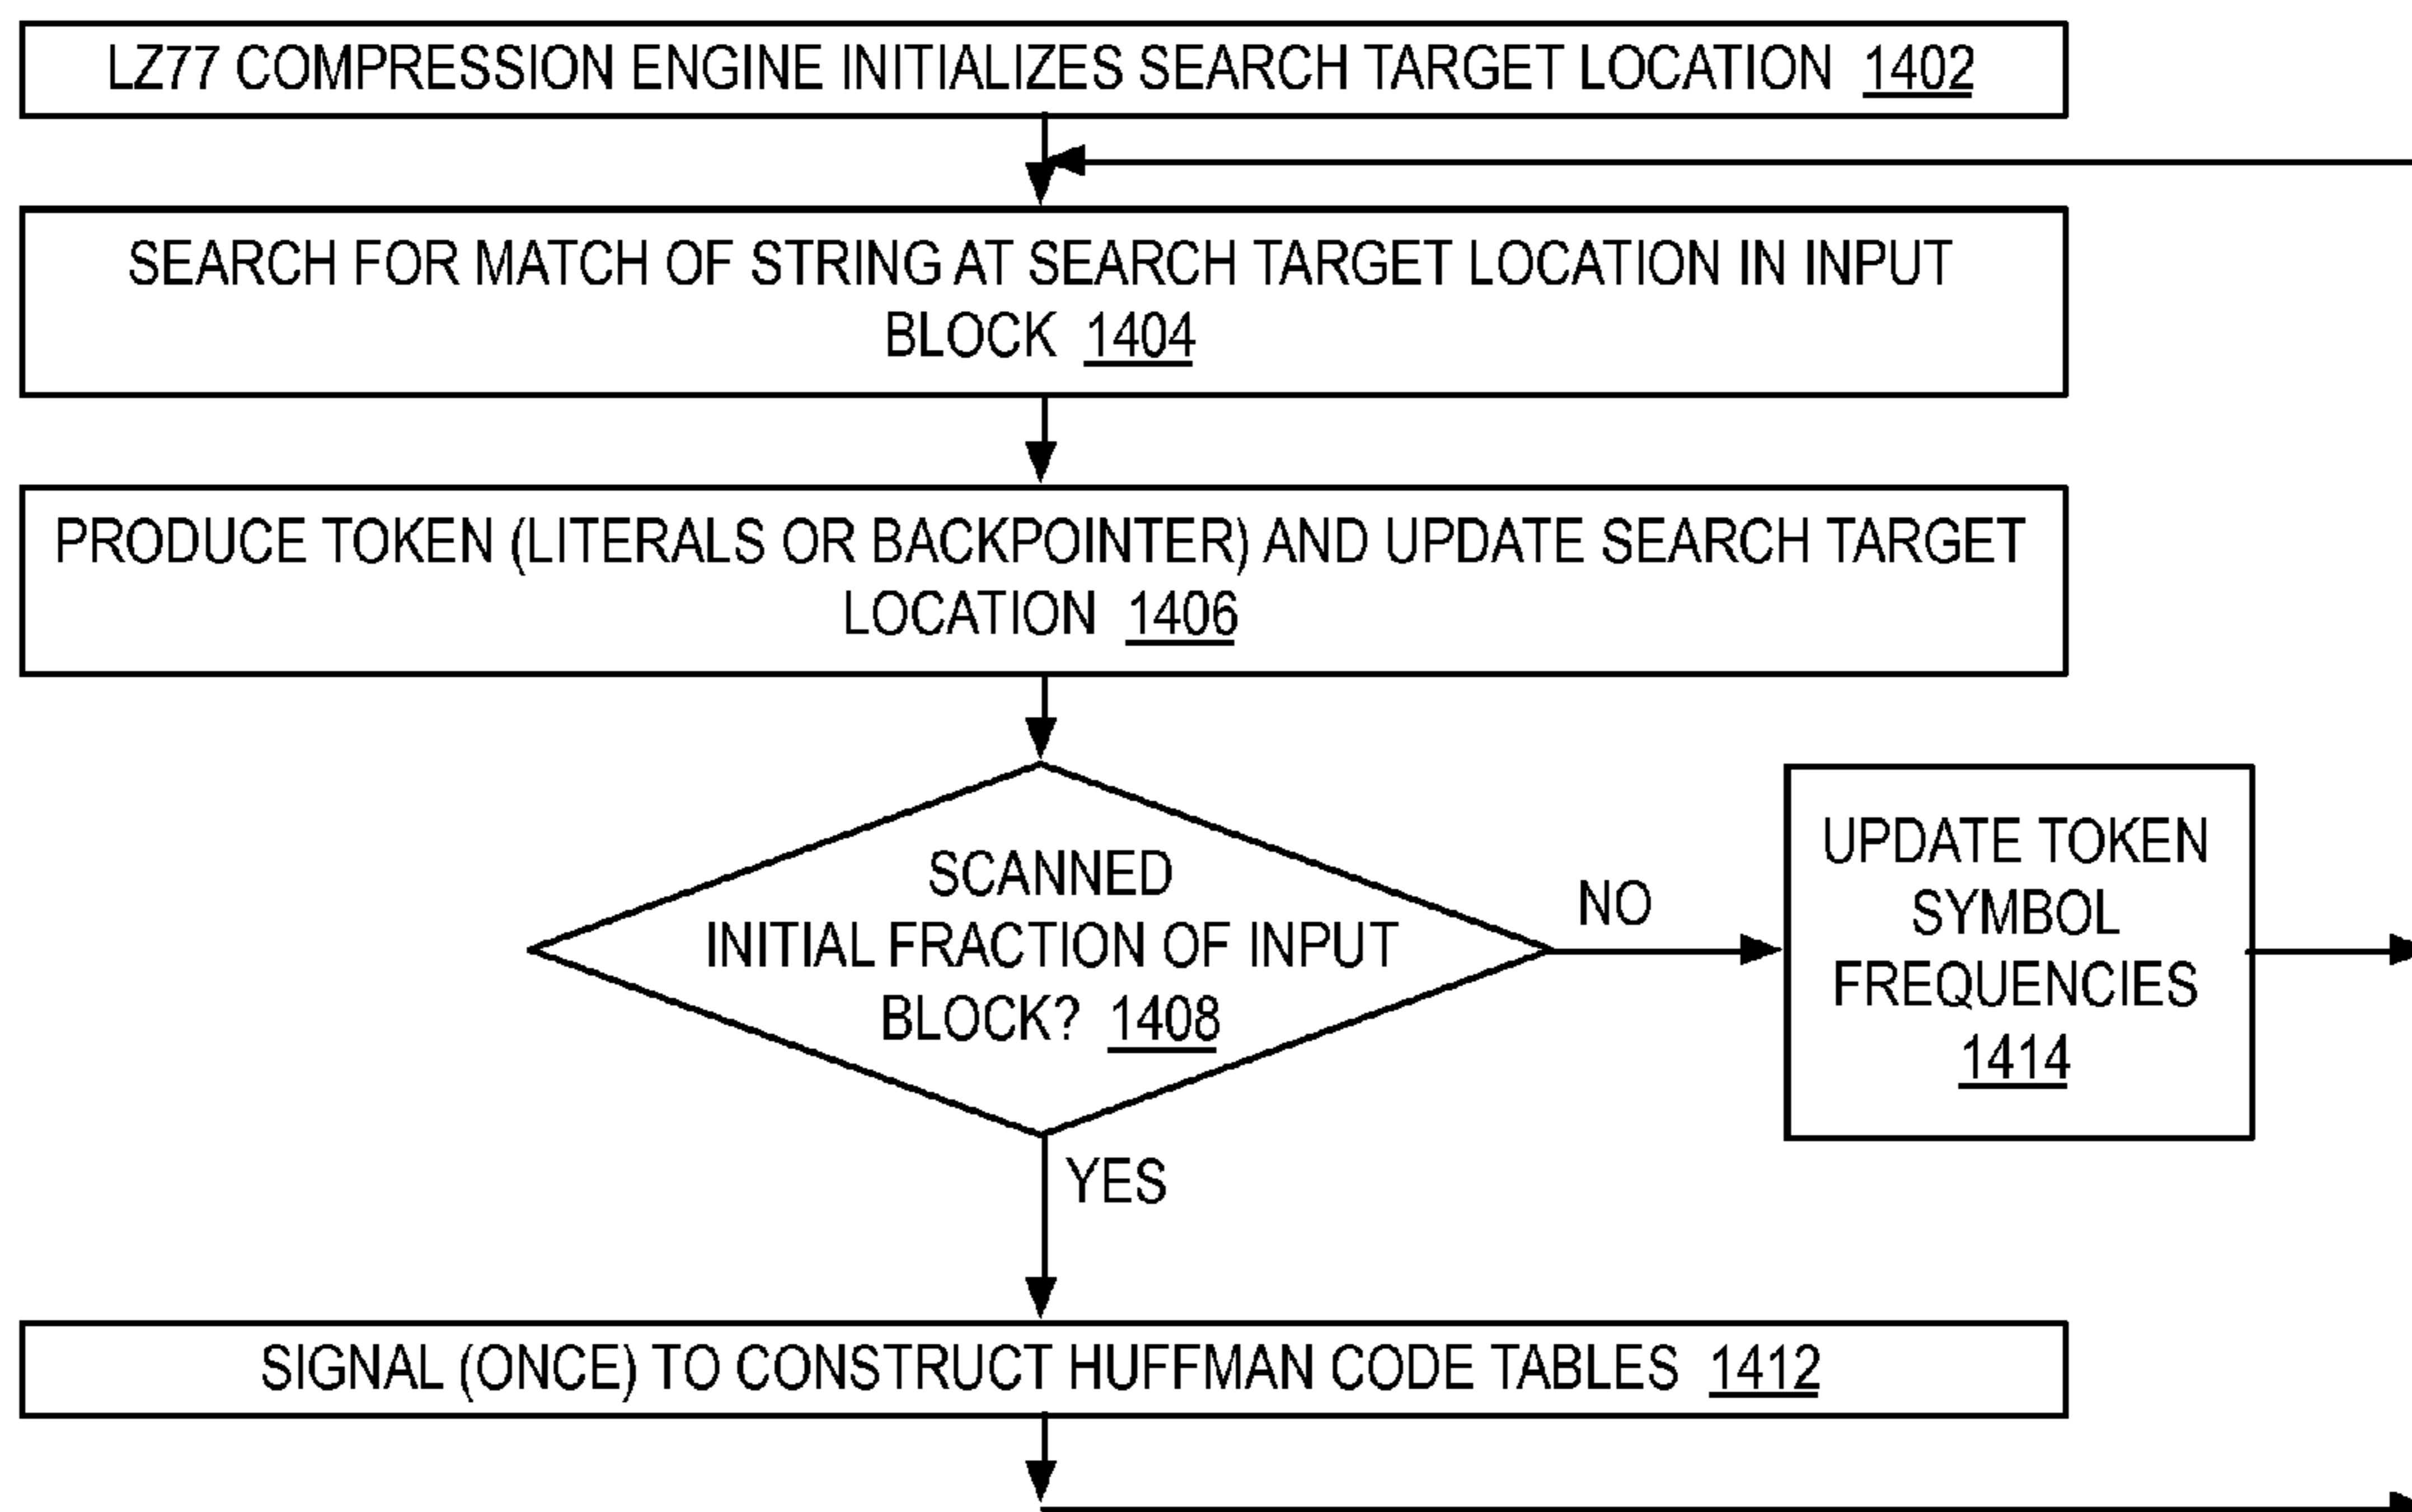 LZ77 COMPRESSION ENGINE INITIALIZES SEARCH TARGET LOCATION 1402
SEARCH FOR MATCH OF STRING AT SEARCH TARGET LOCATION IN INPUT
BLOCK 1404
PRODUCE TOKEN (LITERALS OR BACKPOINTER) AND UPDATE SEARCH TARGET
LOCATION 1406
SCANNED
INITIAL FRACTION OF INPUT
BLOCK? 1408
NO
UPDATE TOKEN
SYMBOL
FREQUENCIES
1414
YES
SIGNAL (ONCE) TO CONSTRUCT HUFFMAN CODE TABLES 1412